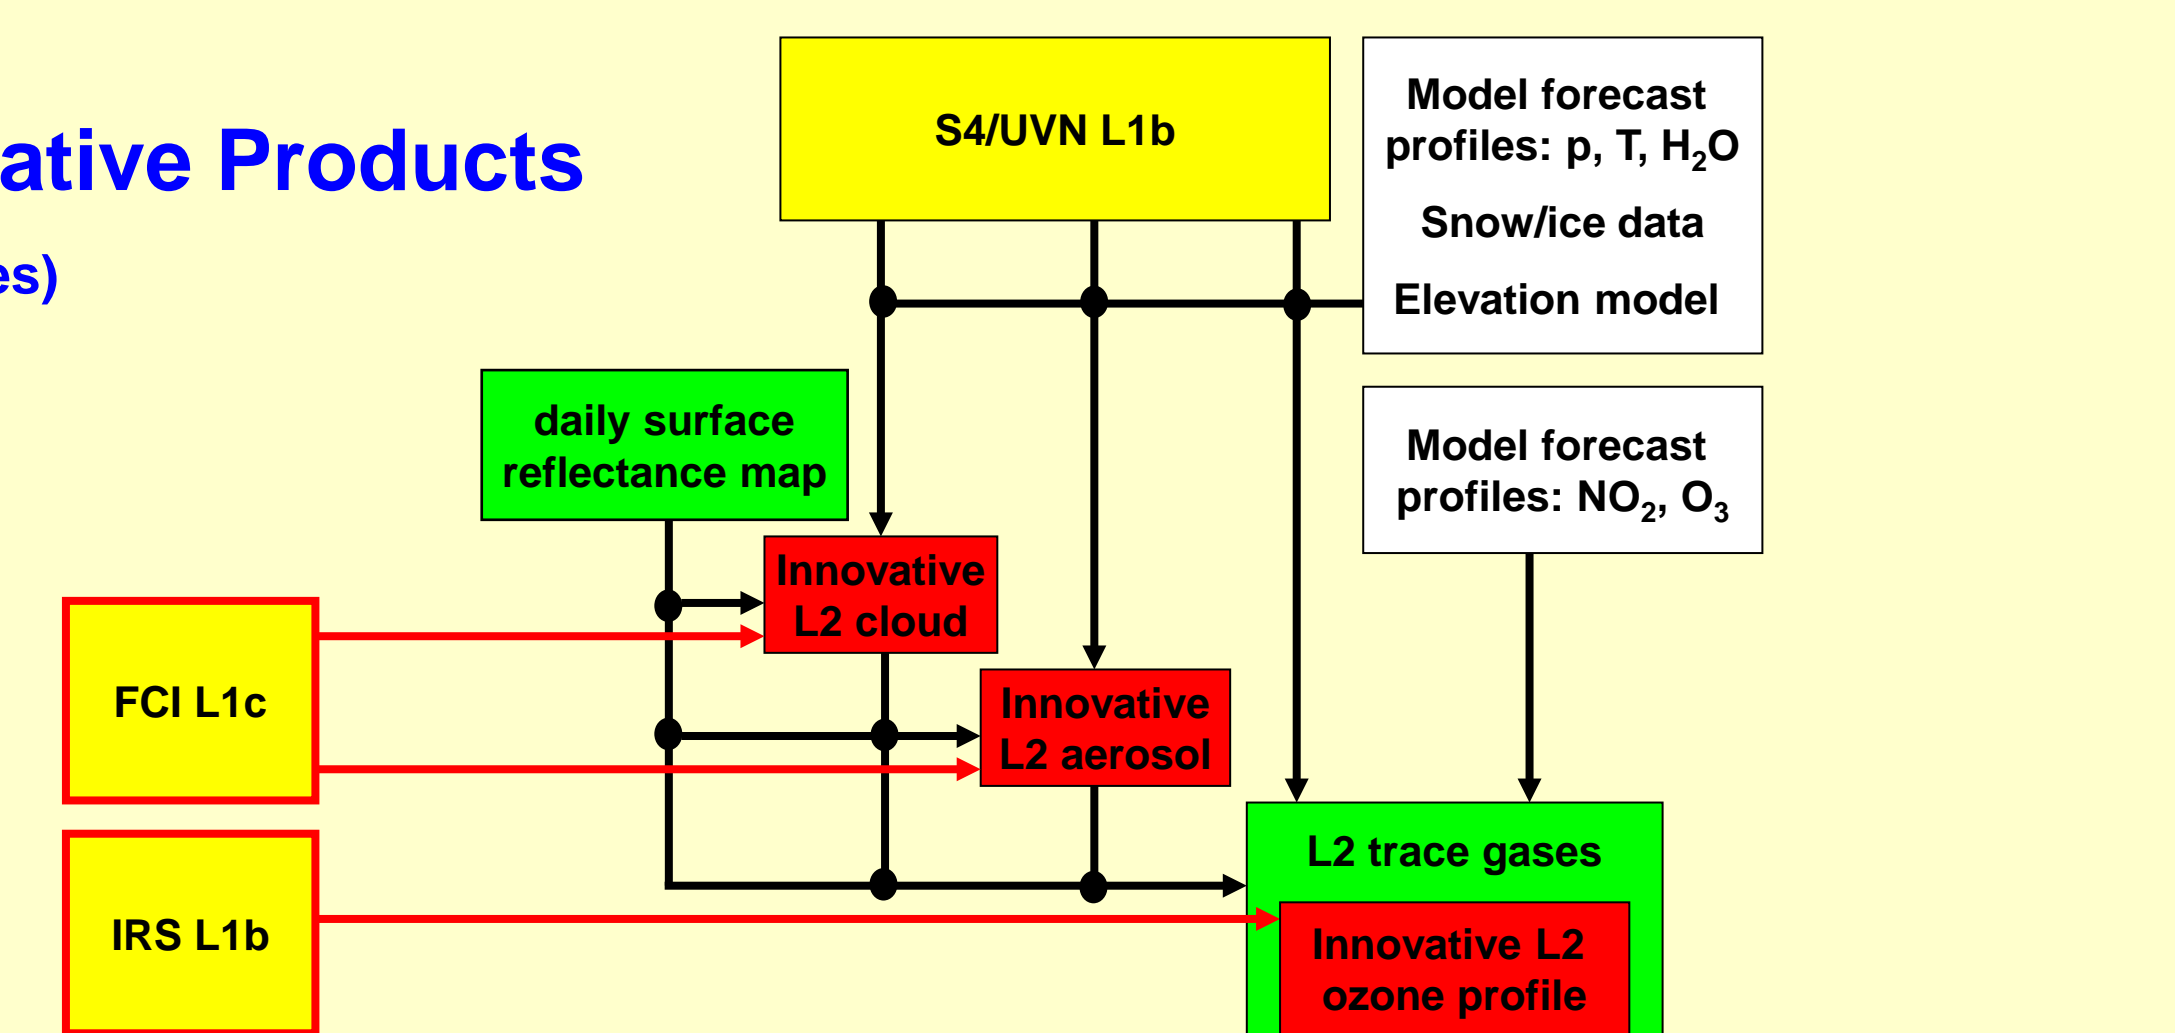 ative Products
es)
S4/UVN L1b
Model forecast
profiles: p, T, H₂O
Snow/ice data
Elevation model
daily surface
reflectance map
Model forecast
profiles: NO₂, O₃
Innovative
L2 cloud
FCI L1c
Innovative
L2 aerosol
L2 trace gases
IRS L1b
Innovative L2
ozone profile